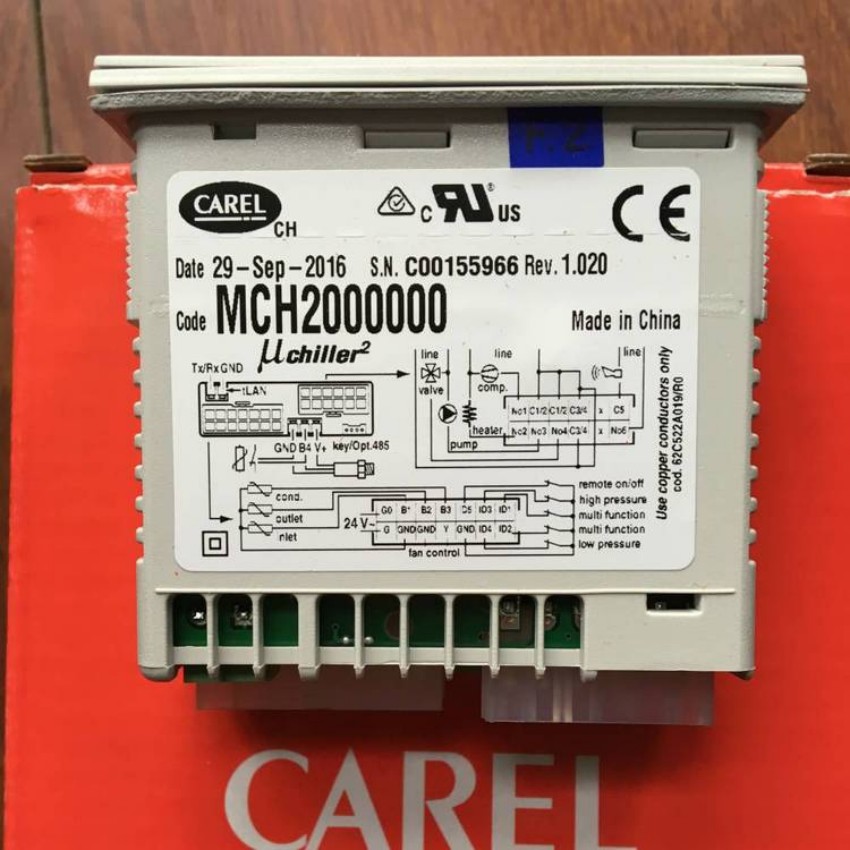 F.2
CAREL
CH
C RU® US
CE
Date 29-Sep-2016 S.N. C00155966 Rev. 1.020
Code MCH2000000
Made in China
µchiller²
Tx/Rx GND
tLAN
GND B4 V+
key/Opt.485
line line line
valve
comp.
pump
heater
No1 C1/2 C1/2 C3/4 x C5
No2 No3 No4 C3/4 x No6
Use copper conductors only
cod. 62C522A019/R0
cond.
outlet
nlet
24 V~
G0 B1 B2 B3 C5 ID3 ID1
G GND GND Y GND ID4 ID2
fan control
remote on/off
high pressure
multi function
multi function
low pressure
CAREL